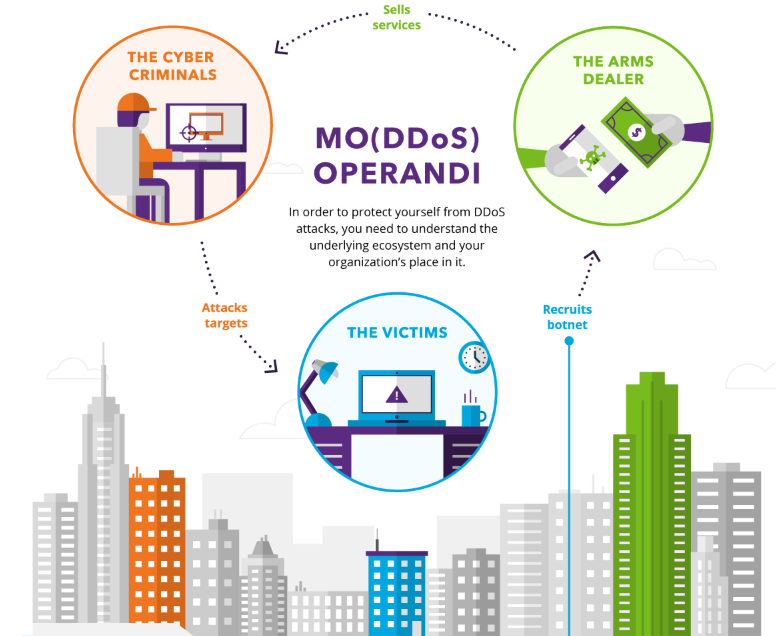 Sells
services
THE CYBER
CRIMINALS
THE ARMS
DEALER
$
MO(DDoS)
OPERANDI
In order to protect yourself from DDoS
attacks, you need to understand the
underlying ecosystem and your
organization's place in it.
Attacks
targets
Recruits
botnet
THE VICTIMS
!